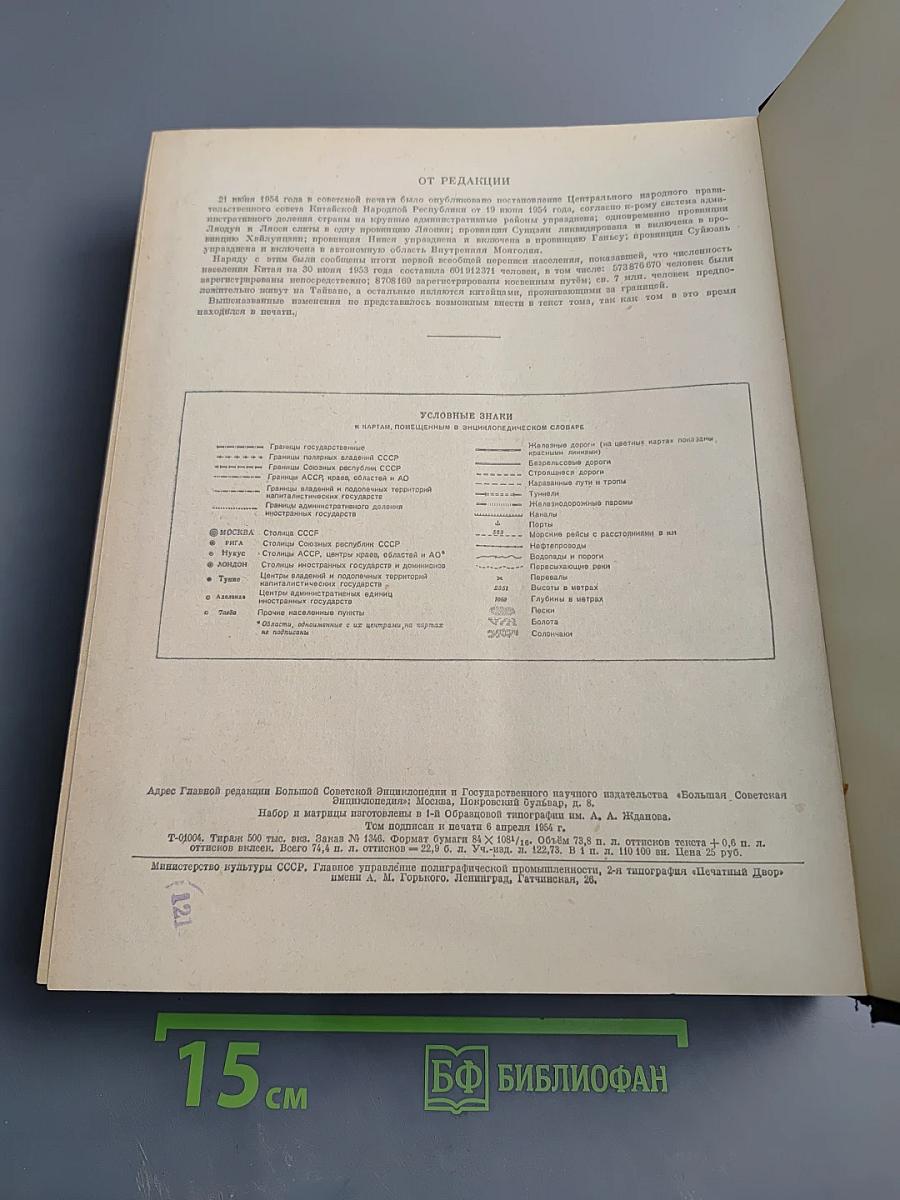 ОТ РЕДАКЦИИ
21 июня 1954 года в советской печати было опубликовано постановление Центрального народного прави-
тельственного совета Китайской Народной Республики от 19 июня 1954 года, согласно к-рому система адми-
нистративного деления страны на крупные административные районы упразднена; одновременно провинции
Ляодун и Ляоси слиты в одну провинцию Ляонин; провинция Сунцзян ликвидирована и включена в про-
винцию Хэйлунцзян; провинция Нинся упразднена и включена в провинцию Ганьсу; провинция Суйюань
упразднена и включена в автономную область Внутренняя Монголия.
Наряду с этим были сообщены итоги первой всеобщей переписи населения, показавшей, что численность
населения Китая на 30 июня 1953 года составила 601 912 371 человек, в том числе: 573 876 670 человек были
зарегистрированы непосредственно; 8 708 169 зарегистрированы косвенным путём; св. 7 млн. человек предпо-
ложительно живут на Тайване, а остальные являются китайцами, проживающими за границей.
Вышеназванные изменения не представилось возможным внести в текст тома, так как том в это время
находился в печати.
УСЛОВНЫЕ ЗНАКИ
К КАРТАМ, ПОМЕЩЕННЫМ В ЭНЦИКЛОПЕДИЧЕСКОМ СЛОВАРЕ
Границы государственные
Границы полярных владений СССР
Границы Союзных республик СССР
Границы АССР, краев, областей и АО
Границы владений и подопечных территорий
капиталистических государств
Границы административного деления
иностранных государств
МОСКВА Столица СССР
РИГА Столицы Союзных республик СССР
Нукус Столицы АССР, центры краев, областей и АО*
ЛОНДОН Столицы иностранных государств и доминионов
Тунис Центры владений и подопечных территорий
капиталистических государств
Аделаида Центры административных единиц
иностранных государств
Прочие населенные пункты
* Области, одноименные с их центрами, на картах
не подписаны
Железные дороги (на цветных картах показаны
красными линиями)
Безрельсовые дороги
Строящиеся дороги
Караванные пути и тропы
Туннели
Железнодорожные паромы
Каналы
Порты
Морские рейсы с расстояниями в км
Нефтепроводы
Водопады и пороги
Пересыхающие реки
Перевалы
Высоты в метрах
Глубины в метрах
Пески
Болота
Солончаки
Адрес Главной редакции Большой Советской Энциклопедии и Государственного научного издательства «Большая Советская
Энциклопедия»: Москва, Покровский бульвар, д. 8.
Набор и матрицы изготовлены в 1-й Образцовой типографии им. А. А. Жданова.
Том подписан к печати 6 апреля 1954 г.
Т-01004. Тираж 500 тыс. экз. Заказ № 1346. Формат бумаги 84 × 108¹/₁₆. Объём 73,8 п. л. оттисков текста + 0,6 п. л.
оттисков вклеек. Всего 74,4 п. л. оттисков = 22,9 б. л. Уч.-изд. л. 122,73. В 1 п. л. 110 100 зн. Цена 25 руб.
Министерство культуры СССР. Главное управление полиграфической промышленности, 2-я типография «Печатный Двор»
имени А. М. Горького. Ленинград, Гатчинская, 26.
121
15 см
БФ БИБЛИОФАН